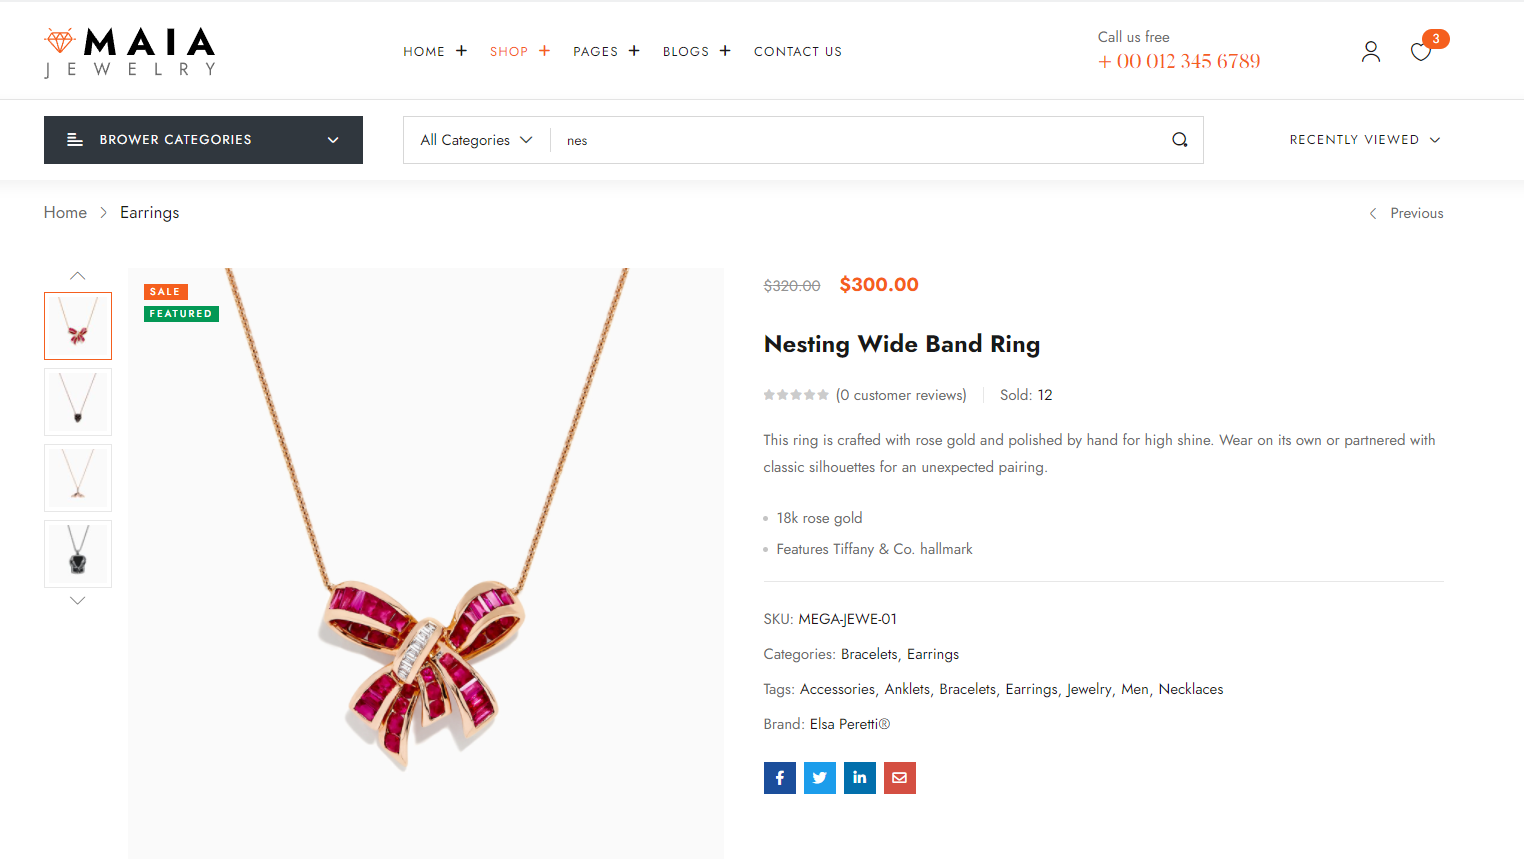 MAIA
JEWELRY
HOME + SHOP + PAGES + BLOGS + CONTACT US
Call us free
+ 00 012 345 6789
3
BROWER CATEGORIES
All Categories
nes
RECENTLY VIEWED
Home > Earrings
< Previous
SALE
FEATURED
$320.00 $300.00
Nesting Wide Band Ring
(0 customer reviews) Sold: 12
This ring is crafted with rose gold and polished by hand for high shine. Wear on its own or partnered with
classic silhouettes for an unexpected pairing.
18k rose gold
Features Tiffany & Co. hallmark
SKU: MEGA-JEWE-01
Categories: Bracelets, Earrings
Tags: Accessories, Anklets, Bracelets, Earrings, Jewelry, Men, Necklaces
Brand: Elsa Peretti®